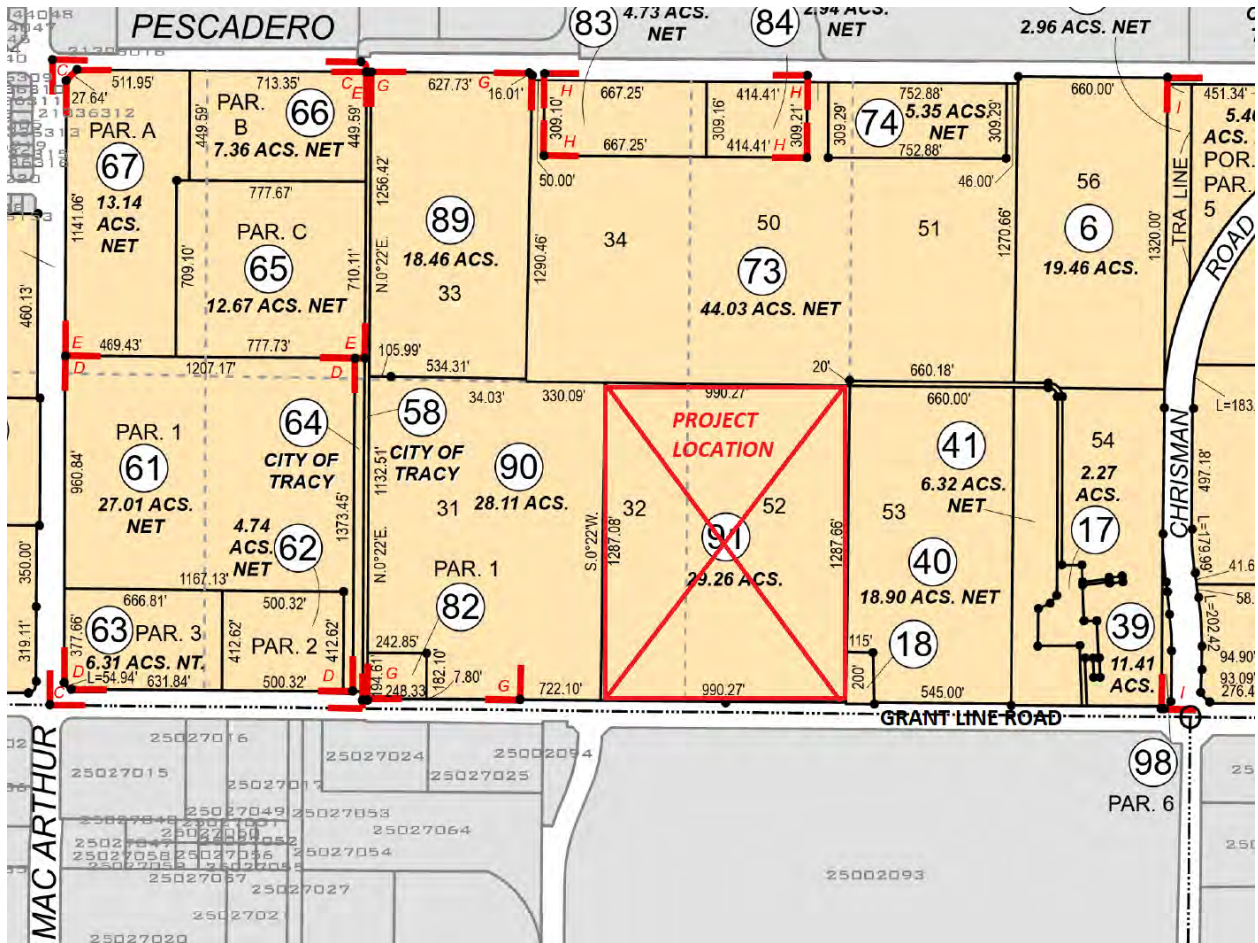 PESCADERO
83
4.73 ACS.
NET
84
2.94 ACS.
NET
2.96 ACS.
NET
511.95'
713.35'
C
E
G
627.73'
G
16.01'
H
667.25'
414.41'
H
752.88'
660.00'
I
451.34'
27.64'
PAR. A
67
13.14
ACS.
NET
449.59'
PAR.
B
66
7.36 ACS. NET
449.59'
309.10'
309.16'
309.21'
309.29'
74
5.35 ACS.
NET
309.29'
H
667.25'
414.41'
H
752.88'
50.00'
46.00'
TRA LINE
ACS.
POR.
PAR.
5
ROAD
777.67'
1141.06'
709.10'
PAR. C
65
12.67 ACS. NET
710.11'
N.0°22'E.
1256.42'
89
18.46 ACS.
33
1290.46'
34
50
73
44.03 ACS. NET
51
1270.66'
56
6
19.46 ACS.
1320.00'
460.13'
E
469.43'
777.73'
E
D
1207.17'
D
105.99'
534.31'
34.03'
330.09'
990.27'
20'
660.18'
660.00'
L=183.
PAR. 1
61
27.01 ACS.
NET
960.84'
64
CITY OF
TRACY
58
CITY OF
TRACY
1373.45'
N.0°22'E.
1132.51'
90
28.11 ACS.
31
PAR. 1
82
PROJECT
LOCATION
S.0°22'W.
1287.08'
32
52
91
29.26 ACS.
1287.66'
41
6.32 ACS.
NET
53
40
18.90 ACS. NET
54
2.27
ACS.
17
CHRISMAN
497.18'
L=179.99'
4.74
ACS.
NET
62
350.00'
1167.13'
666.81'
500.32'
319.11'
377.66'
63
PAR. 3
6.31 ACS. NT.
412.62'
PAR. 2
412.62'
242.85'
194.61'
182.10'
115'
200'
18
39
11.41
ACS.
L=202.42
94.90'
93.09'
C
D
L=54.94'
631.84'
500.32'
D
G
248.33
7.80'
G
722.10'
990.27'
545.00'
I
GRANT LINE ROAD
98
PAR. 6
MAC ARTHUR
25027016
25027015
25027017
25027024
25027025
25002094
25027049
25027053
25027064
25027054
25027056
25027027
25027020
25002093